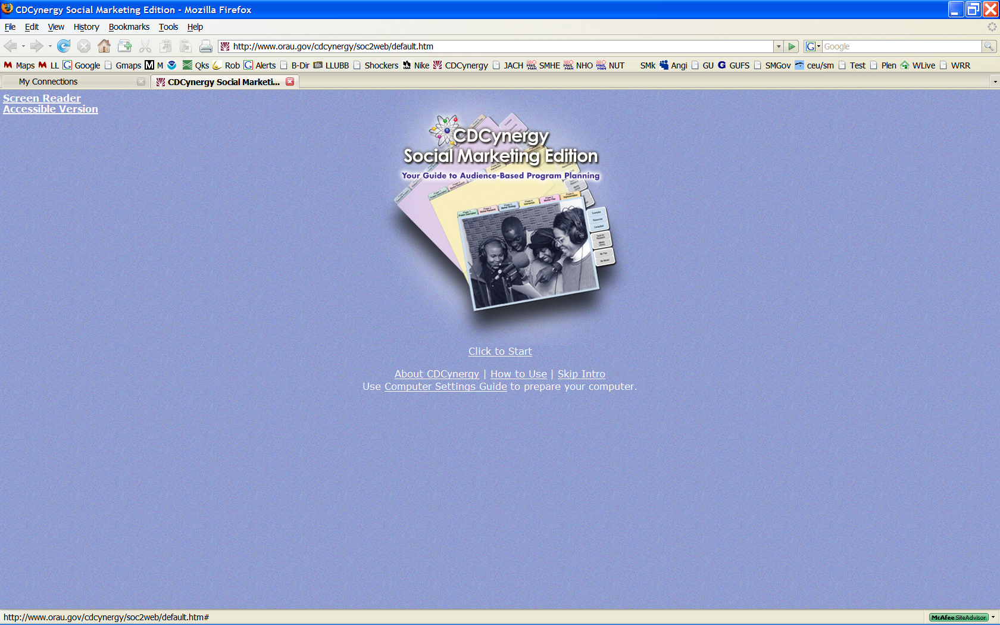 CDCynergy Social Marketing Edition - Mozilla Firefox
File Edit View History Bookmarks Tools Help
http://www.orau.gov/cdcynergy/soc2web/default.htm
G Google
Maps LL Google Gmaps M Qks Rob Alerts B-Dir LLUBB Shockers Nike CDCynergy JACH SMHE NHO NUT SMk Angi GU GUFS SMGov ceu/sm Test Plen WLive WRR
My Connections CDCynergy Social Marketi...
Screen Reader
Accessible Version
CDCynergy
Social Marketing Edition
Your Guide to Audience-Based Program Planning
Click to Start
About CDCynergy | How to Use | Skip Intro
Use Computer Settings Guide to prepare your computer.
http://www.orau.gov/cdcynergy/soc2web/default.htm#
McAfee SiteAdvisor